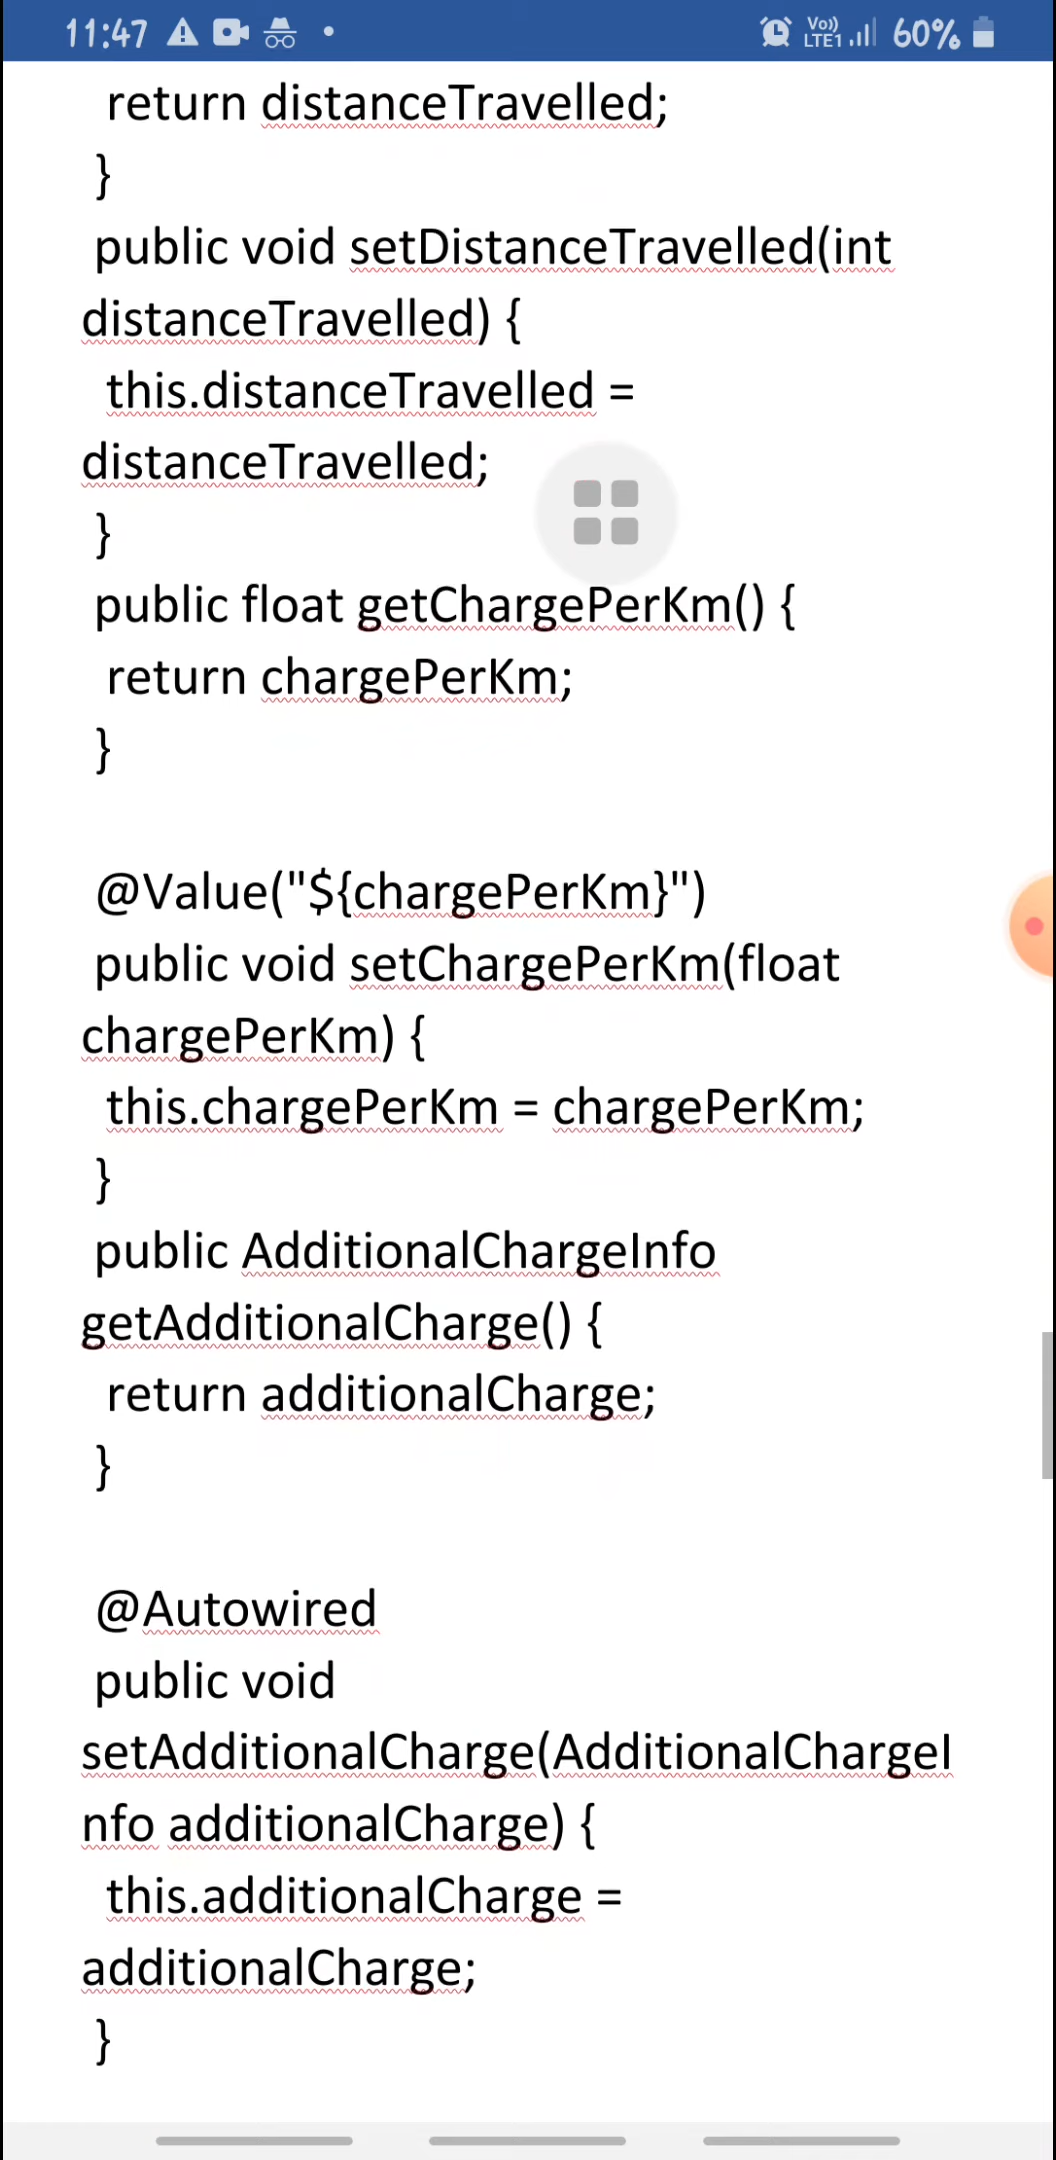 11:47 Vo)) LTE1 60%
return distanceTravelled;
}
public void setDistanceTravelled(int
distanceTravelled) {
this.distanceTravelled =
distanceTravelled;
}
public float getChargePerKm() {
return chargePerKm;
}
@Value("${chargePerKm}")
public void setChargePerKm(float
chargePerKm) {
this.chargePerKm = chargePerKm;
}
public AdditionalChargeInfo
getAdditionalCharge() {
return additionalCharge;
}
@Autowired
public void
setAdditionalCharge(AdditionalChargeI
nfo additionalCharge) {
this.additionalCharge =
additionalCharge;
}